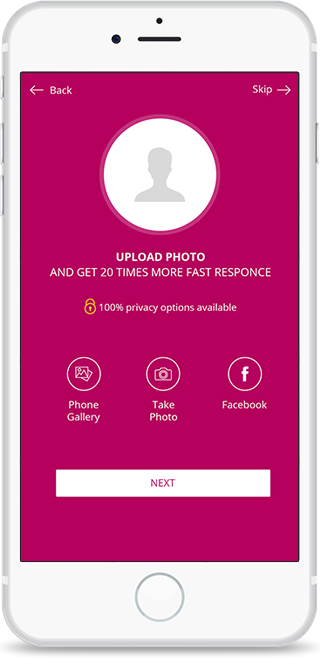 Back
Skip
UPLOAD PHOTO
AND GET 20 TIMES MORE FAST RESPONCE
100% privacy options available
Phone
Gallery
Take
Photo
Facebook
NEXT